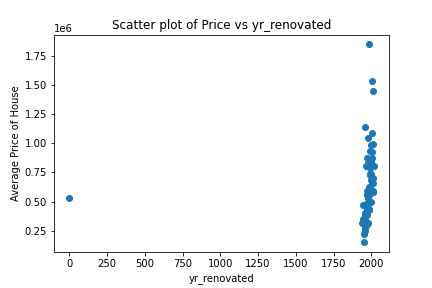 Scatter plot of Price vs yr_renovated
1e6
1.75
1.50
1.25
1.00
0.75
0.50
0.25
Average Price of House
0 250 500 750 1000 1250 1500 1750 2000
yr_renovated